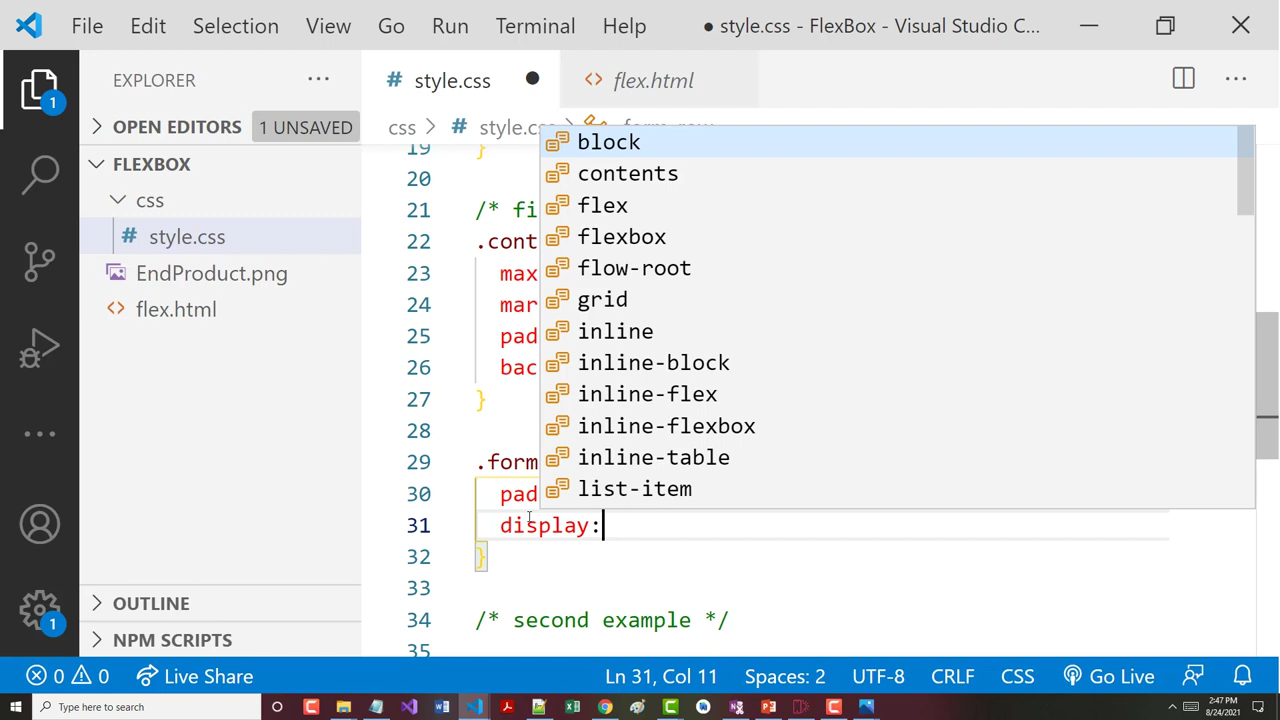 File Edit Selection View Go Run Terminal Help ● style.css - FlexBox - Visual Studio C...
EXPLORER ... # style.css ● <> flex.html ...
> OPEN EDITORS 1 UNSAVED css > # style.css
FLEXBOX
css
# style.css
EndProduct.png
<> flex.html
OUTLINE
NPM SCRIPTS
19 }
20
21 /* fi
22 .cont
23 max
24 mar
25 pad
26 bac
27 }
28
29 .form
30 pad
31 display:
32 }
33
34 /* second example */
35
block
contents
flex
flexbox
flow-root
grid
inline
inline-block
inline-flex
inline-flexbox
inline-table
list-item
1
1
0 0 Live Share Ln 31, Col 11 Spaces: 2 UTF-8 CRLF CSS Go Live
Type here to search 2:47 PM
8/24/2021